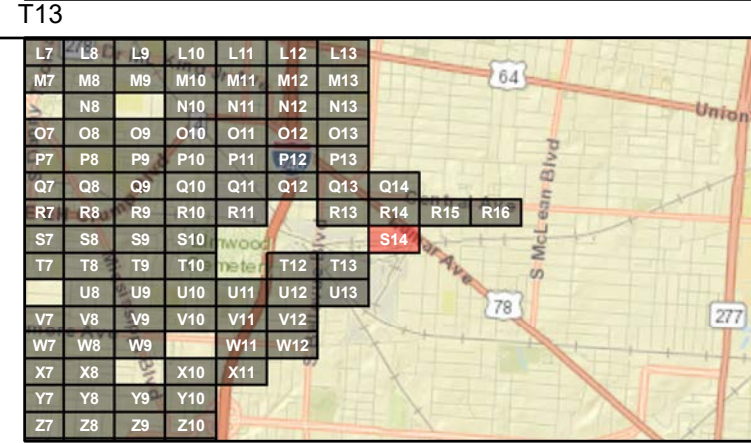 T13
L7 L8 L9 L10 L11 L12 L13
M7 M8 M9 M10 M11 M12 M13
64
N8 N10 N11 N12 N13
Union
O7 O8 O9 O10 O11 O12 O13
P7 P8 P9 P10 P11 P12 P13
Q7 Q8 Q9 Q10 Q11 Q12 Q13 Q14
R7 R8 R9 R10 R11 R13 R14 R15 R16
S McLean Blvd
S7 S8 S9 S10 S14
T7 T8 T9 T10 T12 T13
U8 U9 U10 U11 U12 U13
78
277
V7 V8 V9 V10 V11 V12
W7 W8 W9 W11 W12
X7 X8 X10 X11
Y7 Y8 Y9 Y10
Z7 Z8 Z9 Z10